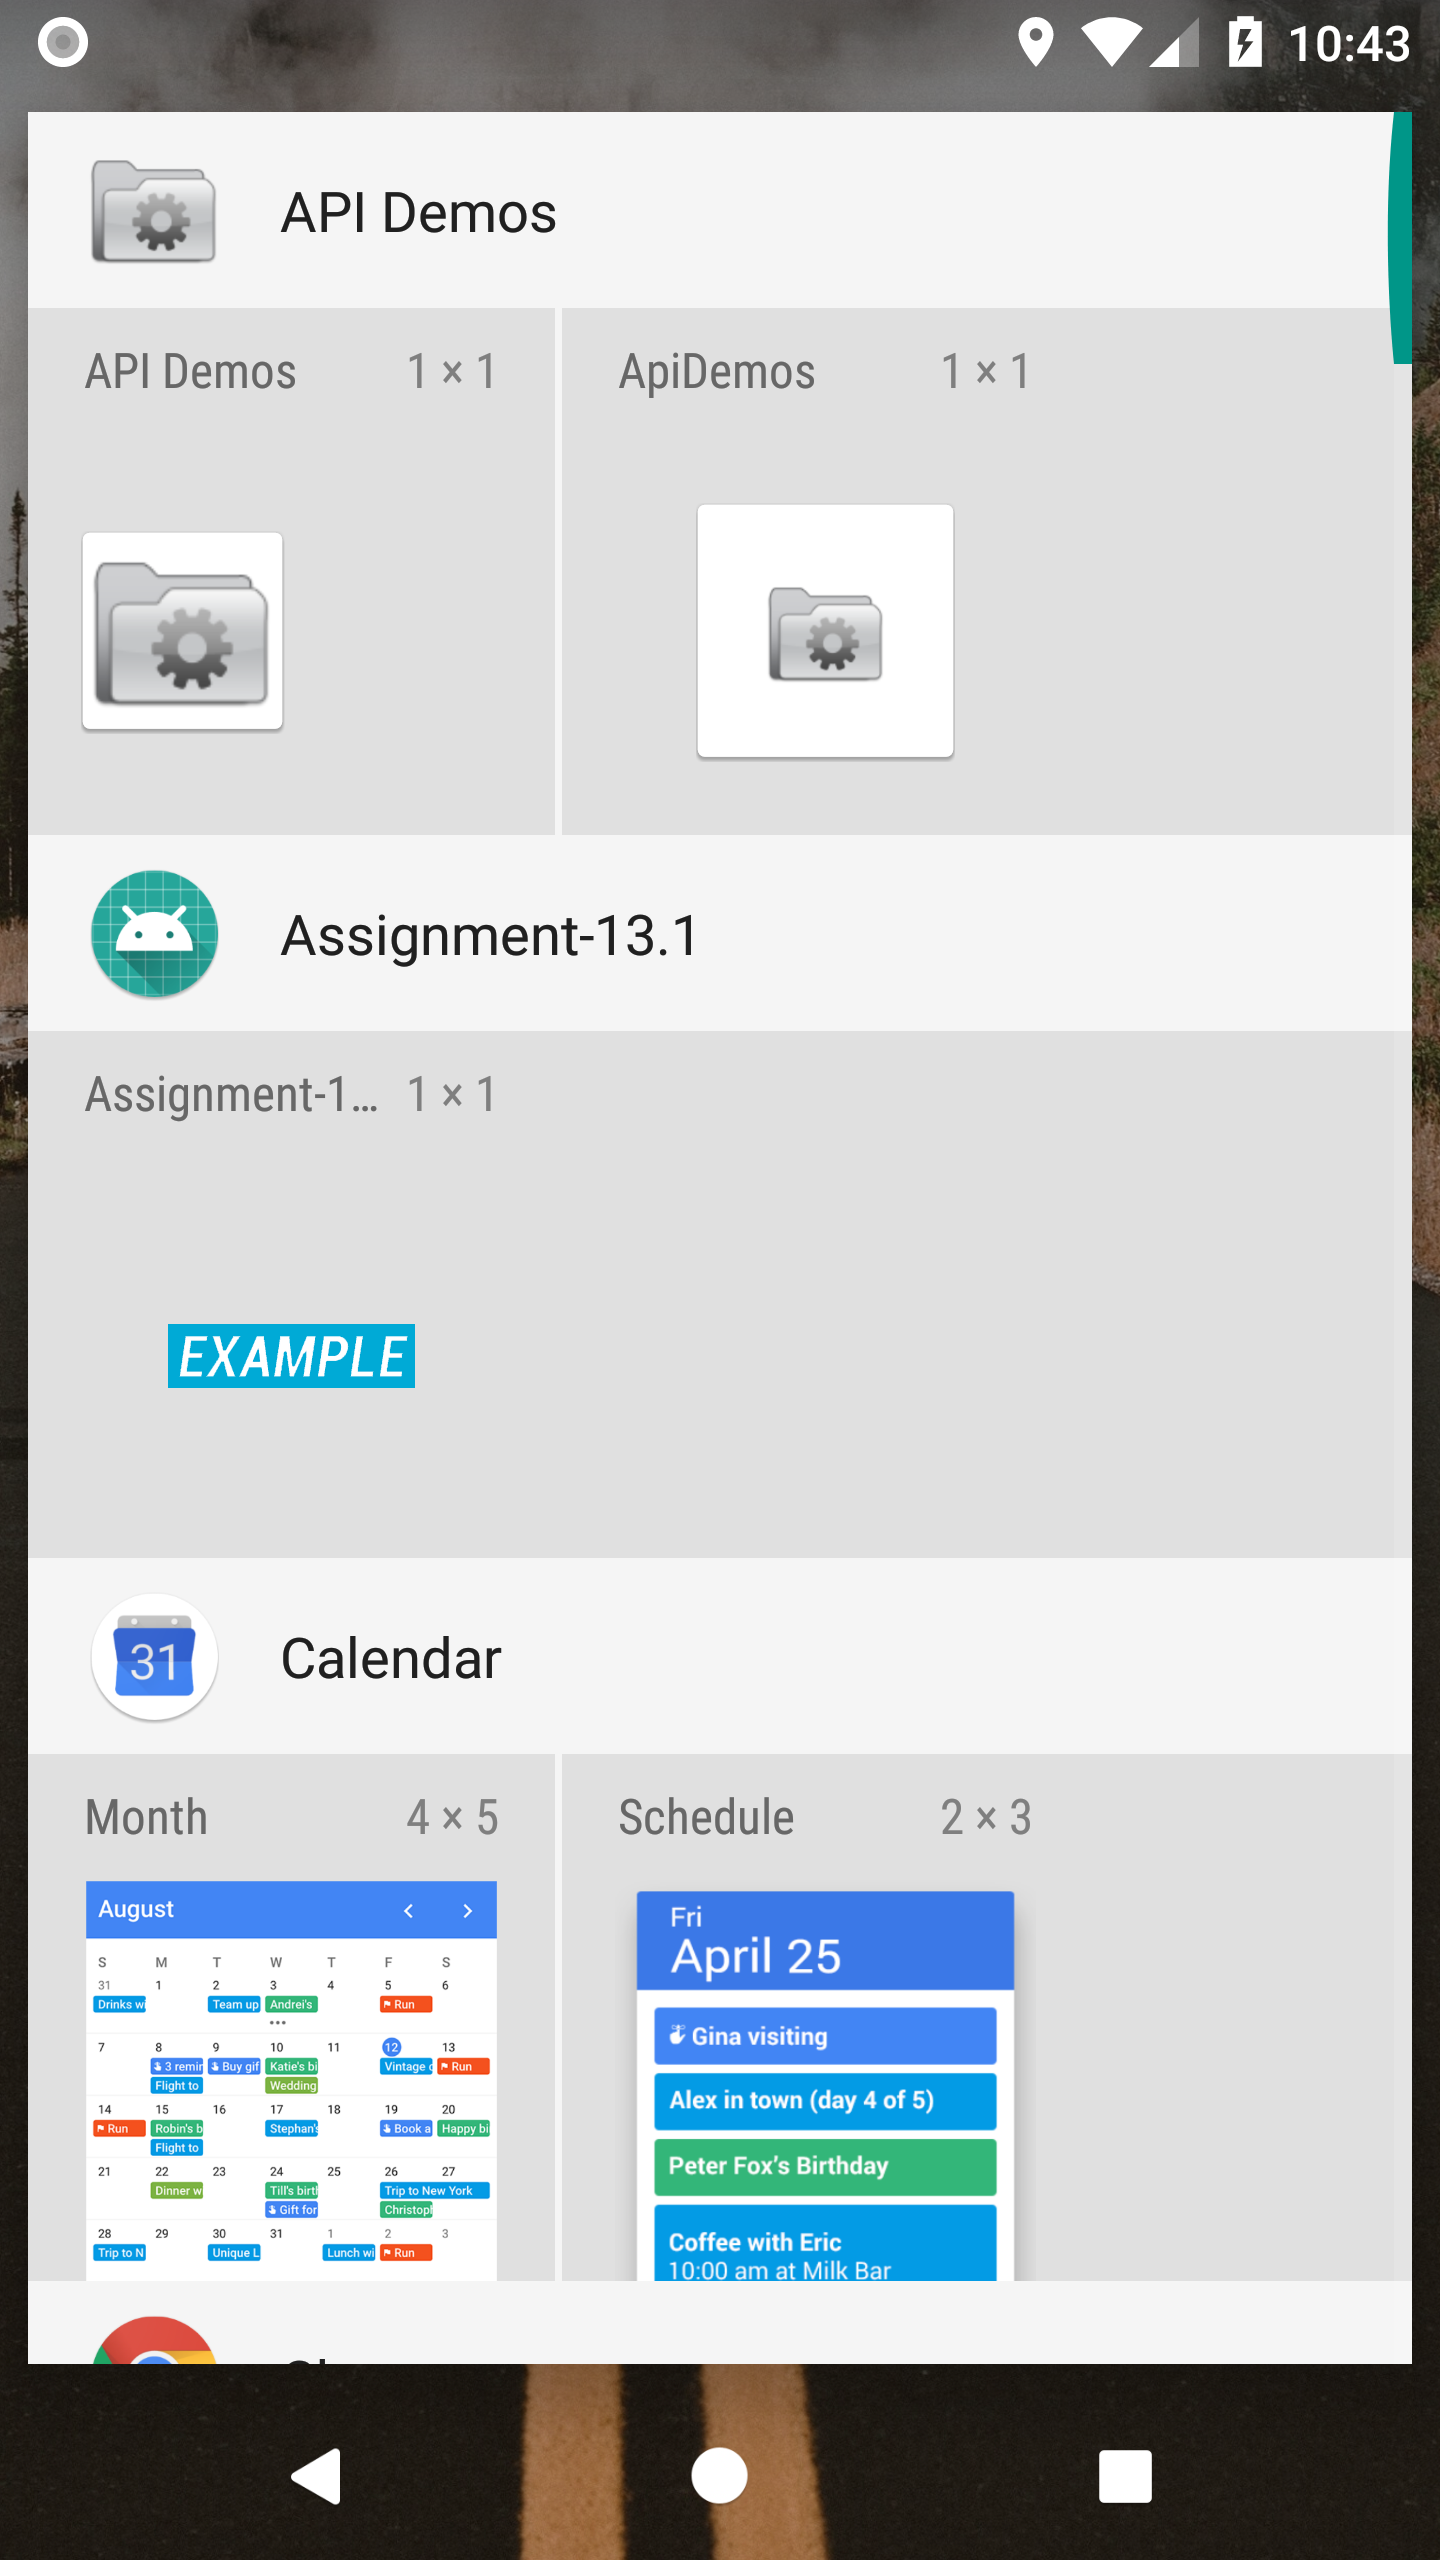 10:43
API Demos
API Demos 1 × 1
ApiDemos 1 × 1
Assignment-13.1
Assignment-1... 1 × 1
EXAMPLE
31
Calendar
Month 4 × 5
Schedule 2 × 3
August
S M T W T F S
31 1 2 3 4 5 6
Drinks wi Team up Andrei's Run
7 8 9 10 11 12 13
3 remin Buy gif Katie's bi Vintage c Run
Flight to Wedding
14 15 16 17 18 19 20
Run Robin's b Stephan's Book a Happy bi
Flight to
21 22 23 24 25 26 27
Dinner w Till's birth Trip to New York
Gift for Christoph
28 29 30 31 1 2 3
Trip to N Unique L Lunch wi Run
Fri
April 25
Gina visiting
Alex in town (day 4 of 5)
Peter Fox's Birthday
Coffee with Eric
10:00 am at Milk Bar